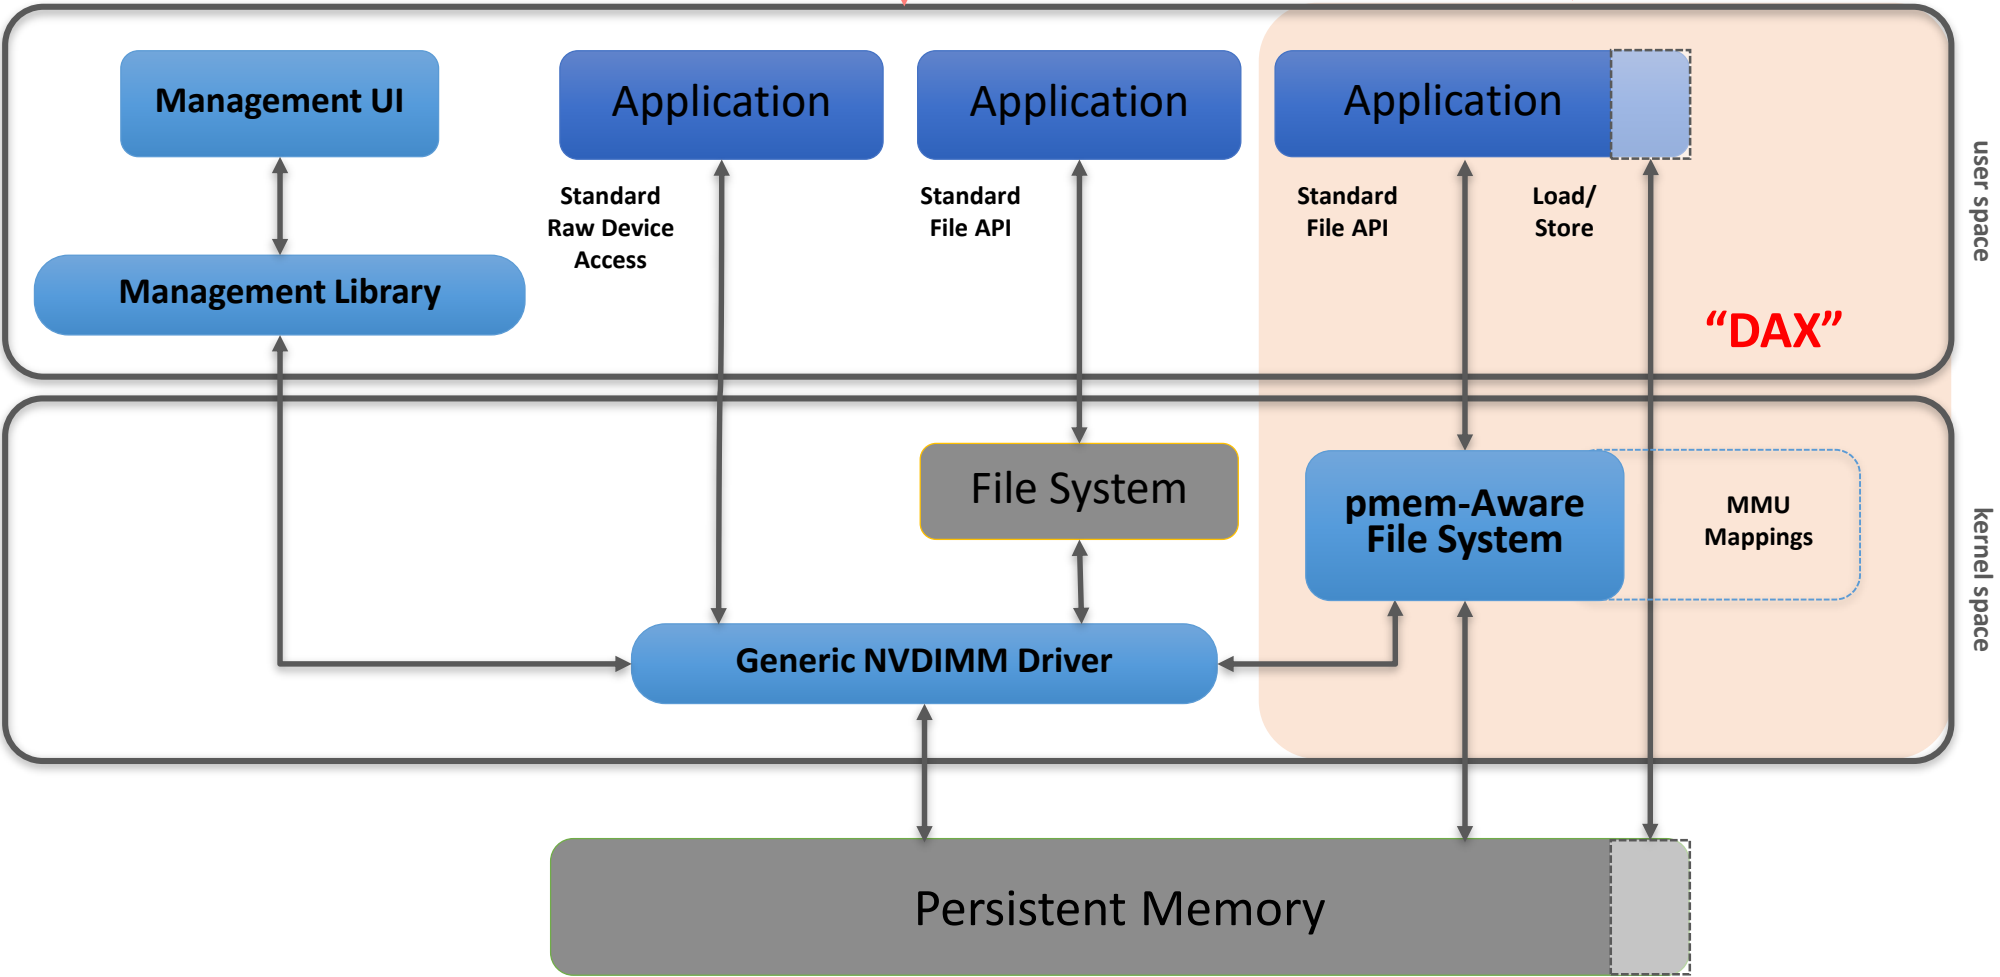 Management UI
Application
Application
Application
Standard
Raw Device
Access
Standard
File API
Standard
File API
Load/
Store
user space
Management Library
“DAX”
File System
pmem-Aware
File System
MMU
Mappings
kernel space
Generic NVDIMM Driver
Persistent Memory